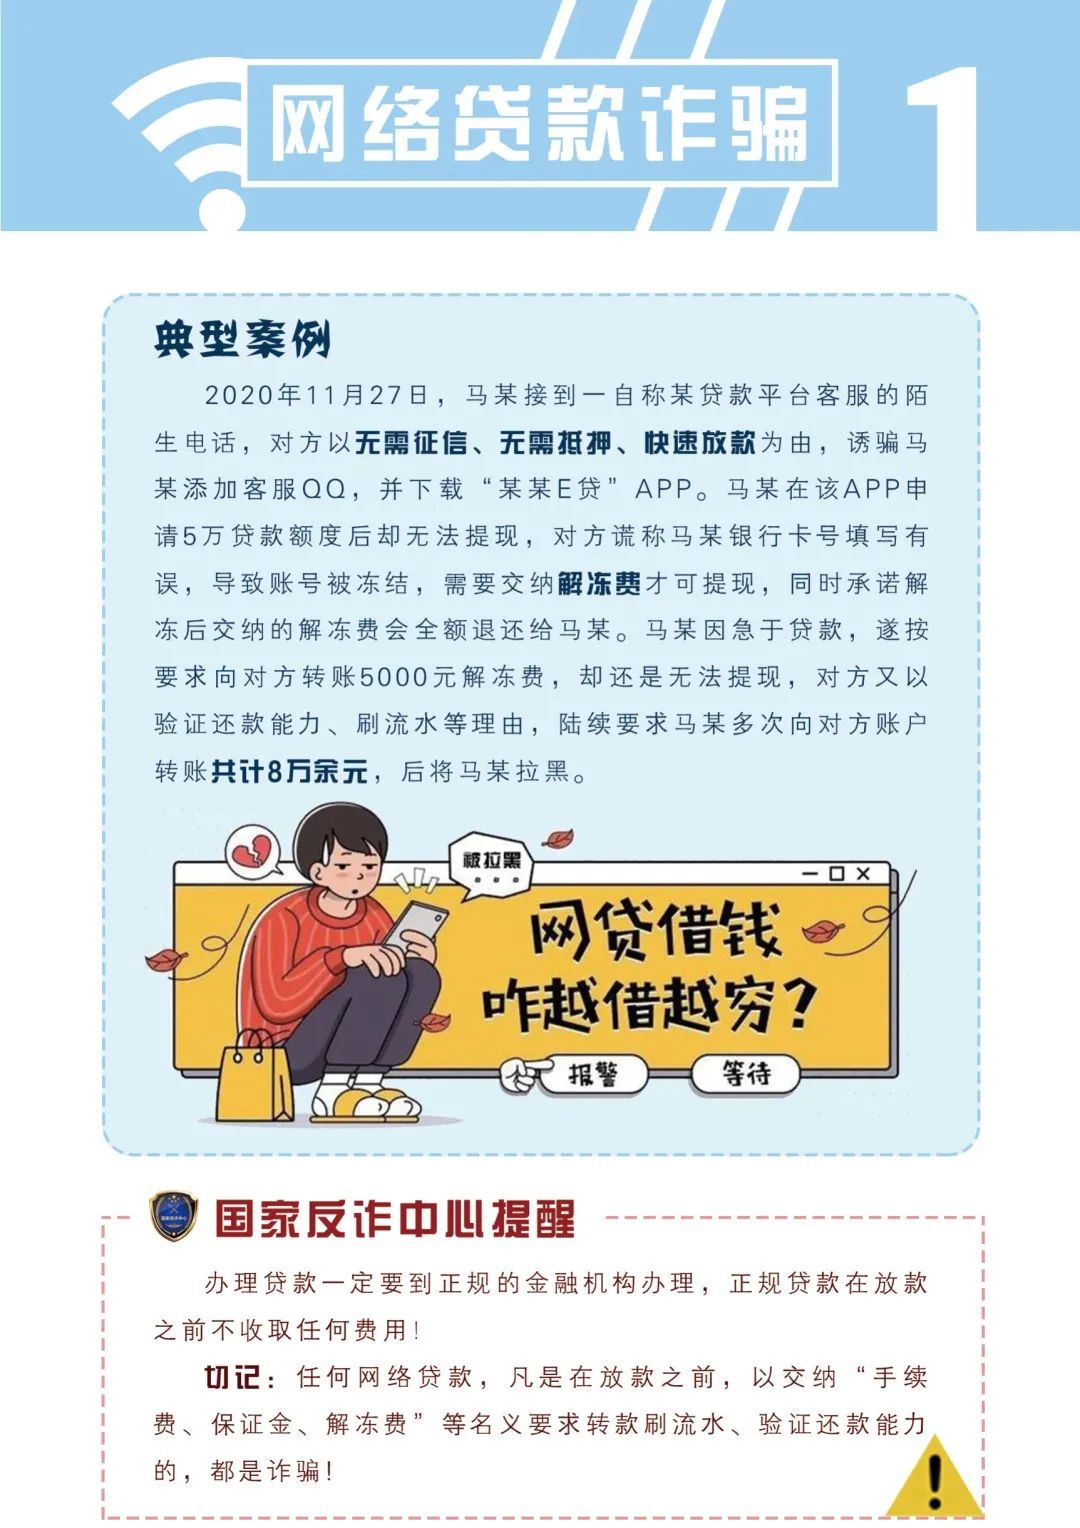 网络贷款诈骗
1
典型案例
2020年11月27日，马某接到一自称某贷款平台客服的陌
生电话，对方以无需征信、无需抵押、快速放款为由，诱骗马
某添加客服QQ，并下载“某某E贷”APP。马某在该APP申
请5万贷款额度后却无法提现，对方谎称马某银行卡号填写有
误，导致账号被冻结，需要交纳解冻费才可提现，同时承诺解
冻后交纳的解冻费会全额退还给马某。马某因急于贷款，遂按
要求向对方转账5000元解冻费，却还是无法提现，对方又以
验证还款能力、刷流水等理由，陆续要求马某多次向对方账户
转账共计8万余元，后将马某拉黑。
被拉黑
...
网贷借钱
咋越借越穷？
报警
等待
国家反诈中心
国家反诈中心提醒
办理贷款一定要到正规的金融机构办理，正规贷款在放款
之前不收取任何费用！
切记：任何网络贷款，凡是在放款之前，以交纳“手续
费、保证金、解冻费”等名义要求转款刷流水、验证还款能力
的，都是诈骗！